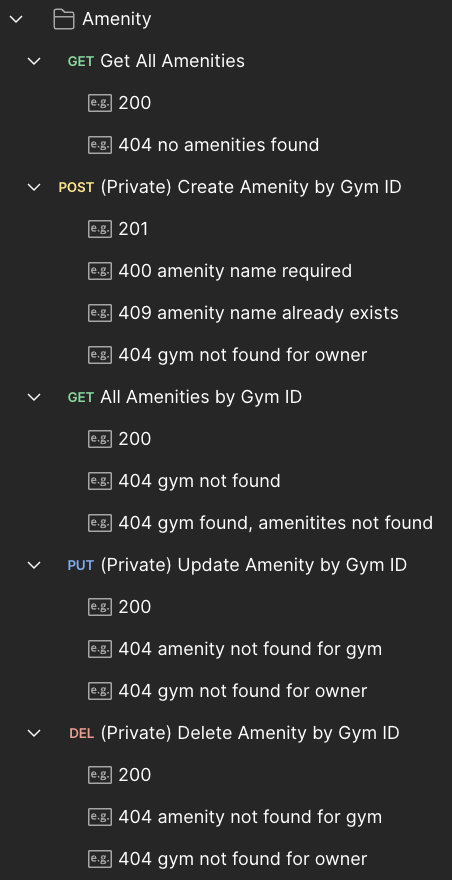 Amenity
GET Get All Amenities
e.g. 200
e.g. 404 no amenities found
POST (Private) Create Amenity by Gym ID
e.g. 201
e.g. 400 amenity name required
e.g. 409 amenity name already exists
e.g. 404 gym not found for owner
GET All Amenities by Gym ID
e.g. 200
e.g. 404 gym not found
e.g. 404 gym found, amenitites not found
PUT (Private) Update Amenity by Gym ID
e.g. 200
e.g. 404 amenity not found for gym
e.g. 404 gym not found for owner
DEL (Private) Delete Amenity by Gym ID
e.g. 200
e.g. 404 amenity not found for gym
e.g. 404 gym not found for owner